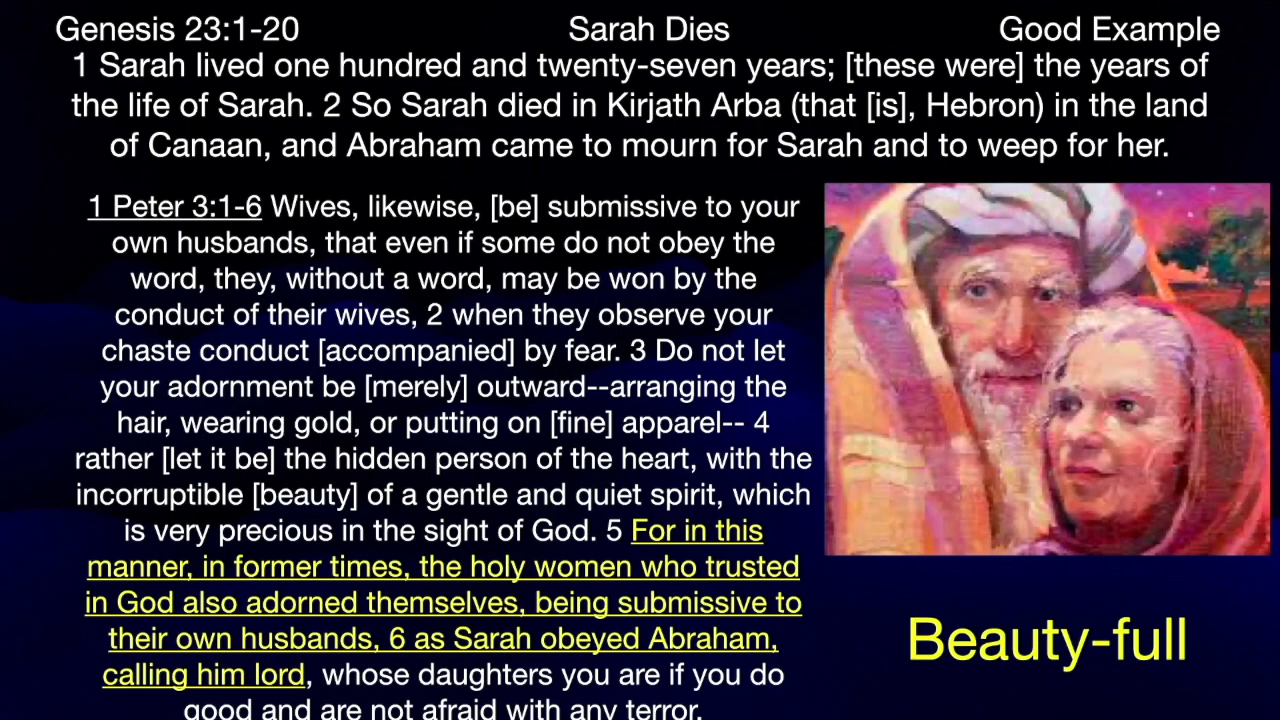 Genesis 23:1-20 Sarah Dies Good Example
1 Sarah lived one hundred and twenty-seven years; [these were] the years of
the life of Sarah. 2 So Sarah died in Kirjath Arba (that [is], Hebron) in the land
of Canaan, and Abraham came to mourn for Sarah and to weep for her.
1 Peter 3:1-6 Wives, likewise, [be] submissive to your
own husbands, that even if some do not obey the
word, they, without a word, may be won by the
conduct of their wives, 2 when they observe your
chaste conduct [accompanied] by fear. 3 Do not let
your adornment be [merely] outward--arranging the
hair, wearing gold, or putting on [fine] apparel-- 4
rather [let it be] the hidden person of the heart, with the
incorruptible [beauty] of a gentle and quiet spirit, which
is very precious in the sight of God. 5 For in this
manner, in former times, the holy women who trusted
in God also adorned themselves, being submissive to
their own husbands, 6 as Sarah obeyed Abraham,
calling him lord, whose daughters you are if you do
good and are not afraid with any terror.
Beauty-full